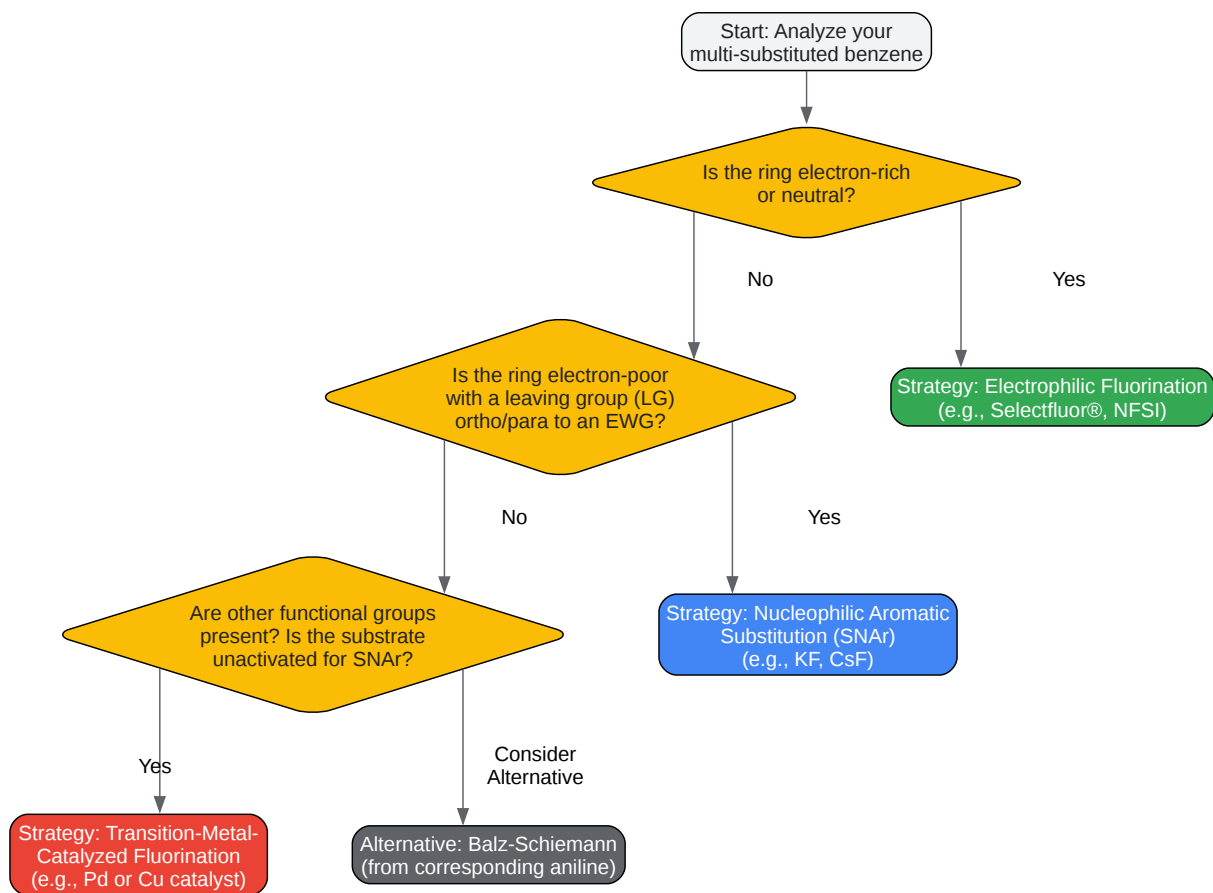 Start: Analyze your
multi-substituted benzene
Is the ring electron-rich
or neutral?
No
Yes
Is the ring electron-poor
with a leaving group (LG)
ortho/para to an EWG?
Strategy: Electrophilic Fluorination
(e.g., Selectfluor®, NFSI)
No
Yes
Are other functional groups
present? Is the substrate
unactivated for SNAr?
Strategy: Nucleophilic Aromatic
Substitution (SNAr)
(e.g., KF, CsF)
Yes
Consider
Alternative
Strategy: Transition-Metal-
Catalyzed Fluorination
(e.g., Pd or Cu catalyst)
Alternative: Balz-Schiemann
(from corresponding aniline)